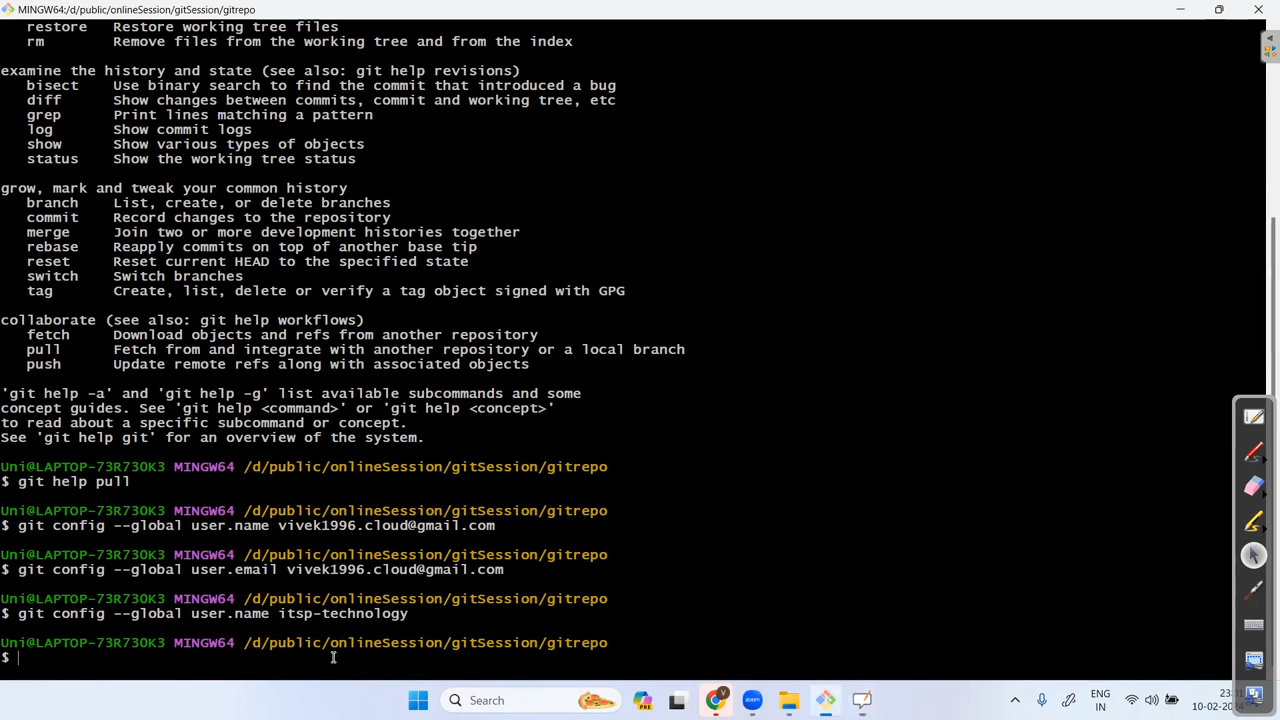 MINGW64:/d/public/onlineSession/gitSession/gitrepo
restore Restore working tree files
rm Remove files from the working tree and from the index
examine the history and state (see also: git help revisions)
bisect Use binary search to find the commit that introduced a bug
diff Show changes between commits, commit and working tree, etc
grep Print lines matching a pattern
log Show commit logs
show Show various types of objects
status Show the working tree status
grow, mark and tweak your common history
branch List, create, or delete branches
commit Record changes to the repository
merge Join two or more development histories together
rebase Reapply commits on top of another base tip
reset Reset current HEAD to the specified state
switch Switch branches
tag Create, list, delete or verify a tag object signed with GPG
collaborate (see also: git help workflows)
fetch Download objects and refs from another repository
pull Fetch from and integrate with another repository or a local branch
push Update remote refs along with associated objects
'git help -a' and 'git help -g' list available subcommands and some
concept guides. See 'git help <command>' or 'git help <concept>'
to read about a specific subcommand or concept.
See 'git help git' for an overview of the system.
Uni@LAPTOP-73R73OK3 MINGW64 /d/public/onlineSession/gitSession/gitrepo
$ git help pull
Uni@LAPTOP-73R73OK3 MINGW64 /d/public/onlineSession/gitSession/gitrepo
$ git config --global user.name vivek1996.cloud@gmail.com
Uni@LAPTOP-73R73OK3 MINGW64 /d/public/onlineSession/gitSession/gitrepo
$ git config --global user.email vivek1996.cloud@gmail.com
Uni@LAPTOP-73R73OK3 MINGW64 /d/public/onlineSession/gitSession/gitrepo
$ git config --global user.name itsp-technology
Uni@LAPTOP-73R73OK3 MINGW64 /d/public/onlineSession/gitSession/gitrepo
$
Search
PRE
V
zoom
ENG
IN
10-02-2